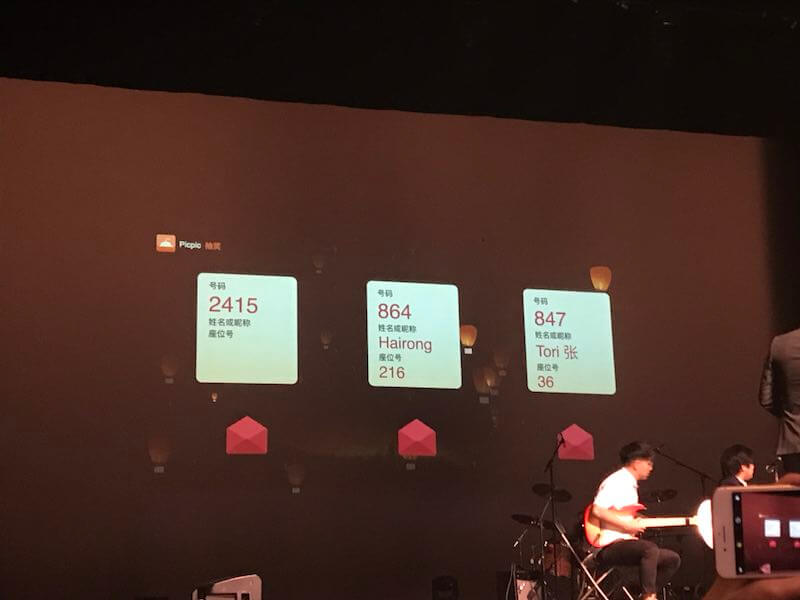 Picpic 抽奖
号码
2415
姓名或昵称
座位号
号码
864
姓名或昵称
Hairong
座位号
216
号码
847
姓名或昵称
Tori 张
座位号
36